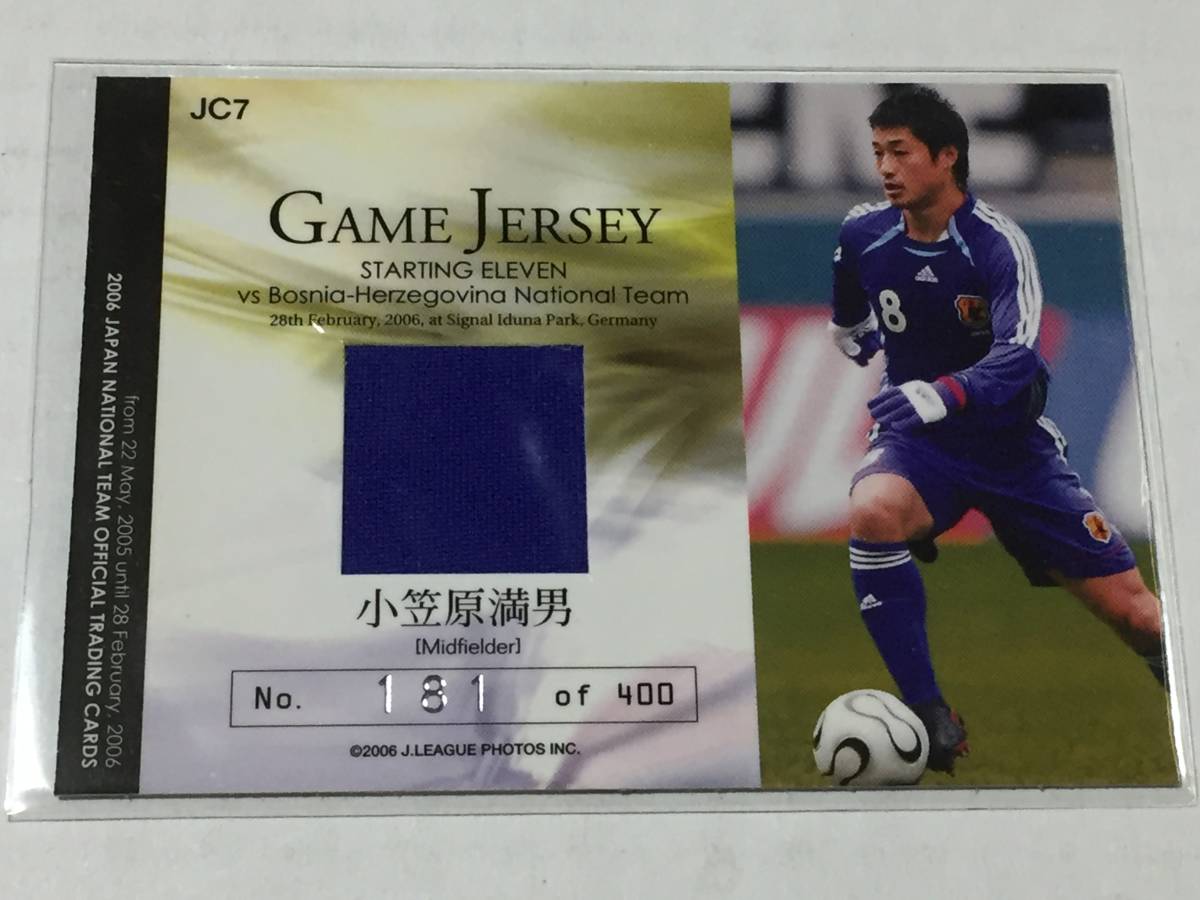 JC7
GAME JERSEY
STARTING ELEVEN
vs Bosnia-Herzegovina National Team
28th February, 2006, at Signal Iduna Park, Germany
小笠原満男
[Midfielder]
No. 181 of 400
©2006 J.LEAGUE PHOTOS INC.
from 22 May, 2005 until 28 February, 2006
2006 JAPAN NATIONAL TEAM OFFICIAL TRADING CARDS
adidas
8